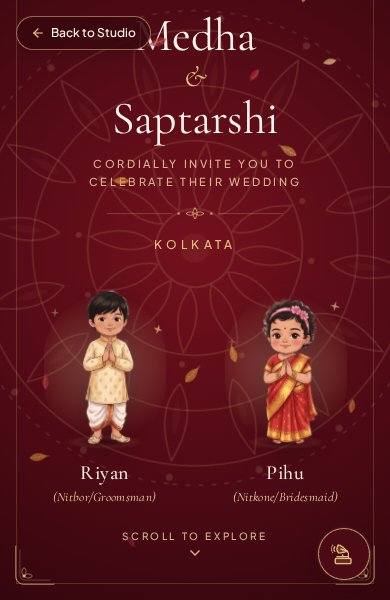 Back to Studio
Medha
&
Saptarshi
CORDIALLY INVITE YOU TO
CELEBRATE THEIR WEDDING
KOLKATA
Riyan
Pihu
(Nitbor/Groomsman)
(Nitkone/Bridesmaid)
SCROLL TO EXPLORE